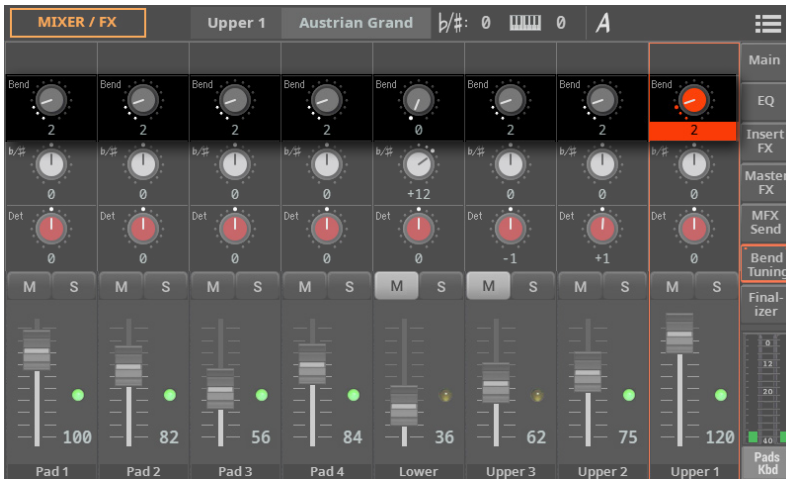 MIXER / FX Upper 1 Austrian Grand ♭/♯: 0 0 A
Main
Bend Bend Bend Bend Bend Bend Bend Bend
2 2 2 2 0 2 2 2
EQ
Insert
FX
b/♯ b/♯ b/♯ b/♯ b/♯ b/♯ b/♯ b/♯
0 0 0 0 +12 0 0 0
Master
FX
Det Det Det Det Det Det Det Det
0 0 0 0 0 -1 +1 0
MFX
Send
Bend
Tuning
M S M S M S M S M S M S M S M S
Final-
izer
0
12
20
40
100 82 56 84 36 62 75 120
Pad 1 Pad 2 Pad 3 Pad 4 Lower Upper 3 Upper 2 Upper 1
Pads
Kbd